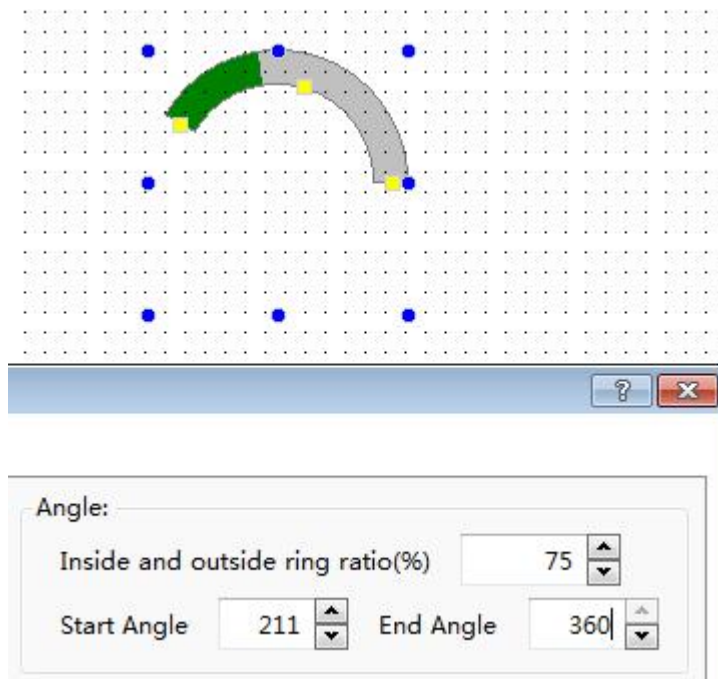 ?
Angle:
Inside and outside ring ratio(%) 75
Start Angle 211 End Angle 360